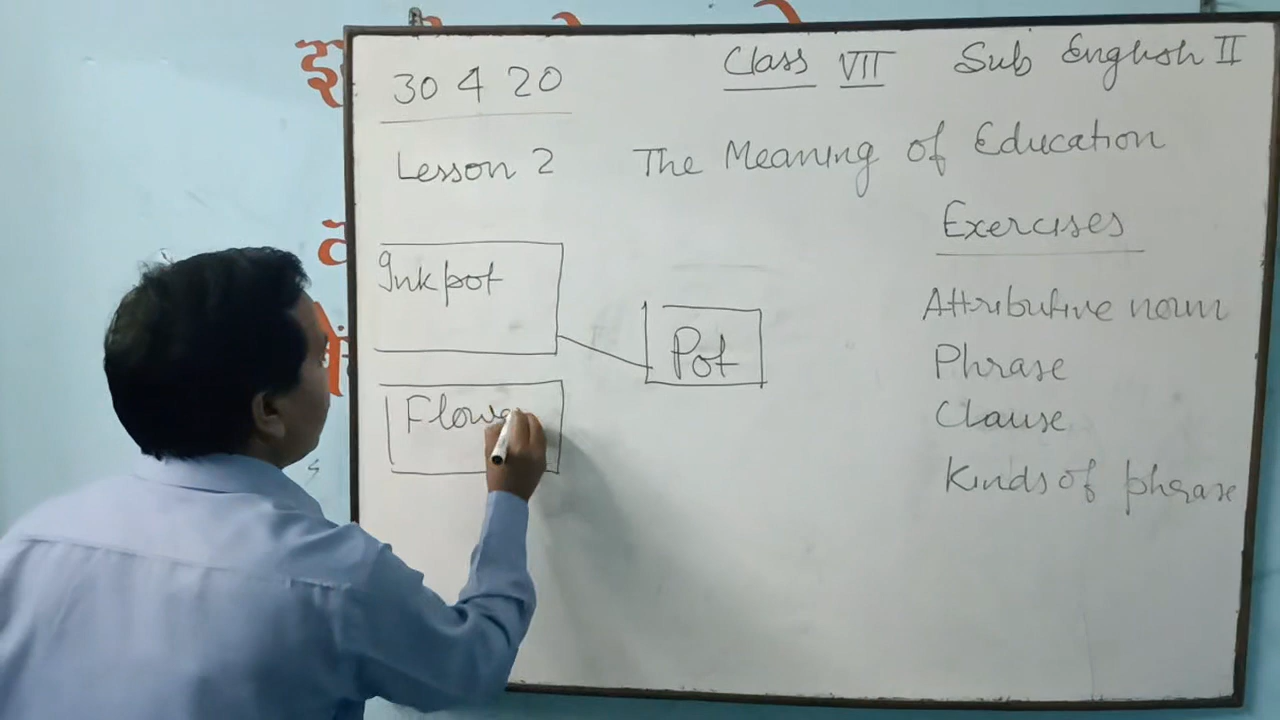 30 4 20
Class VII Sub English II
Lesson 2 The Meaning of Education
Exercises
Inkpot
Attributive noun
Pot
Phrase
Clause
Kinds of phrase